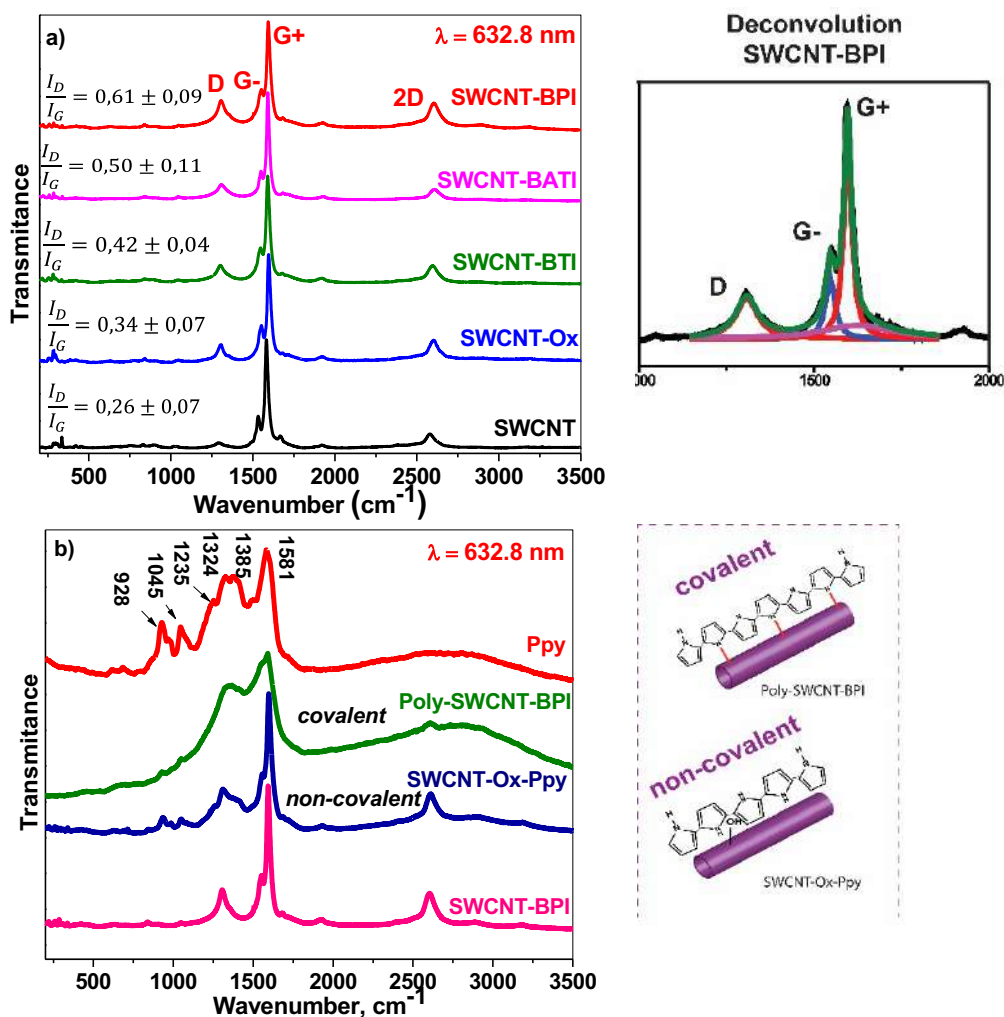 a)
λ = 632.8 nm
G+
D
G-
2D
I_D/I_G = 0,61 ± 0,09
SWCNT-BPI
I_D/I_G = 0,50 ± 0,11
SWCNT-BATI
I_D/I_G = 0,42 ± 0,04
SWCNT-BTI
I_D/I_G = 0,34 ± 0,07
SWCNT-Ox
I_D/I_G = 0,26 ± 0,07
SWCNT
Transmitance
500 1000 1500 2000 2500 3000 3500
Wavenumber (cm-1)
Deconvolution
SWCNT-BPI
G+
G-
D
000 1500 2000
b)
λ = 632.8 nm
928
1045
1235
1324
1385
1581
Ppy
Poly-SWCNT-BPI
covalent
SWCNT-Ox-Ppy
non-covalent
SWCNT-BPI
Transmitance
500 1000 1500 2000 2500 3000 3500
Wavenumber, cm-1
covalent
Poly-SWCNT-BPI
non-covalent
OH
SWCNT-Ox-Ppy